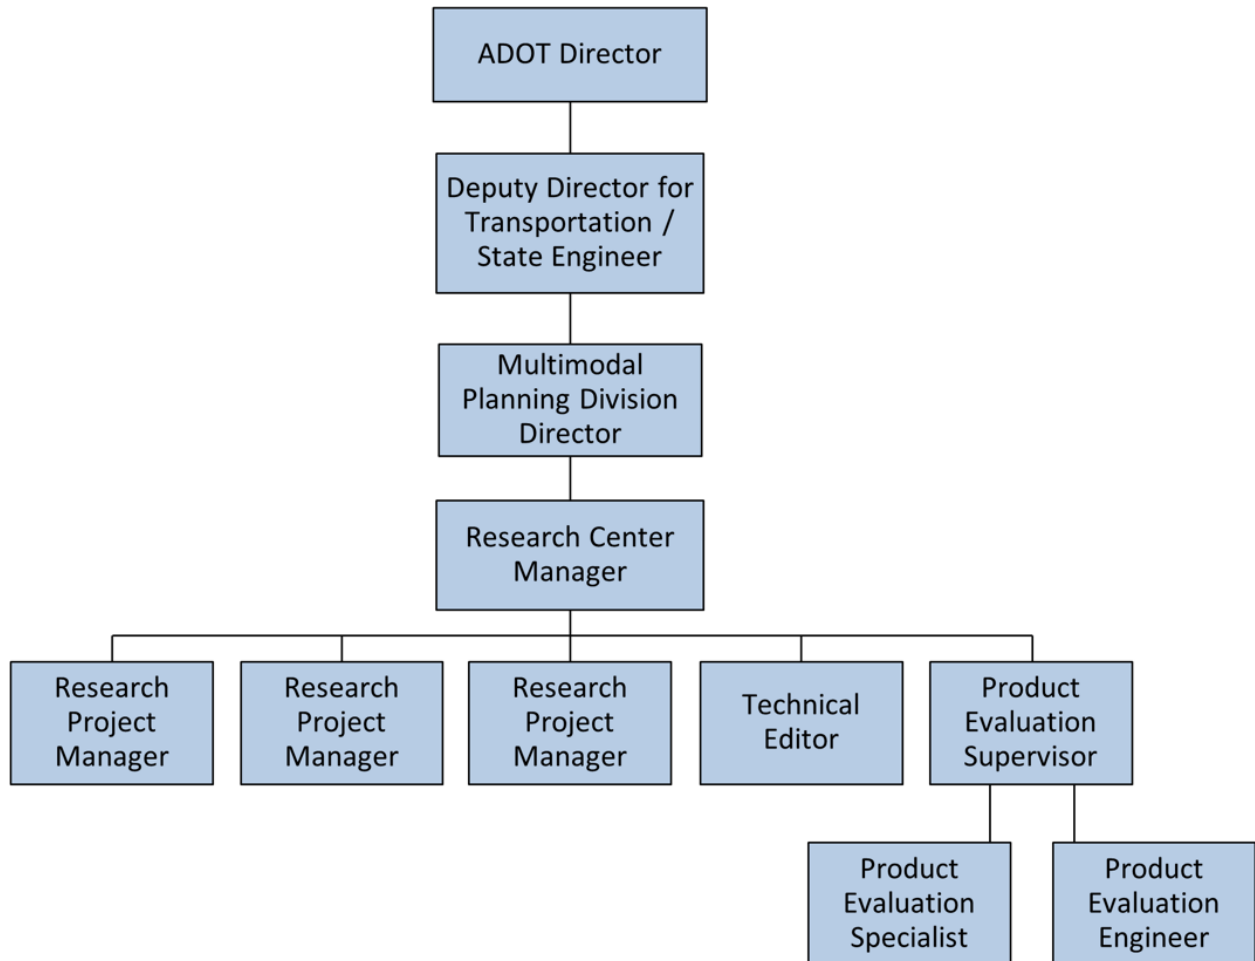 ADOT Director
Deputy Director for
Transportation /
State Engineer
Multimodal
Planning Division
Director
Research Center
Manager
Research
Project
Manager
Research
Project
Manager
Research
Project
Manager
Technical
Editor
Product
Evaluation
Supervisor
Product
Evaluation
Specialist
Product
Evaluation
Engineer